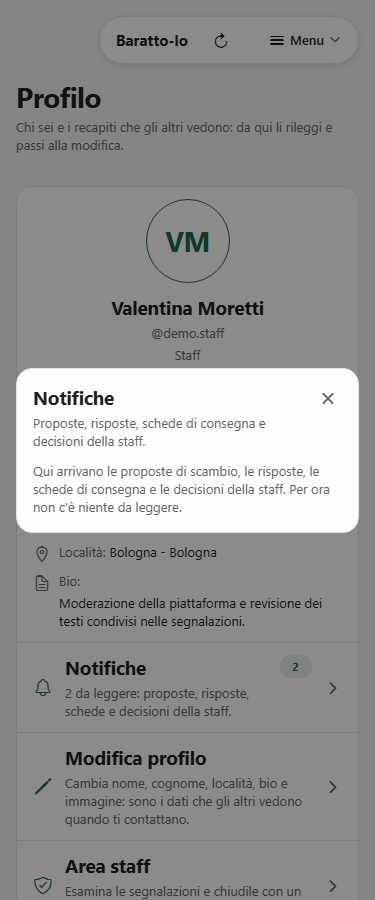 Baratto-lo
Menu
Profilo
Chi sei e i recapiti che gli altri vedono: da qui li rileggi e
passi alla modifica.
VM
Valentina Moretti
@demo.staff
Staff
Notifiche
Proposte, risposte, schede di consegna e
decisioni della staff.
Qui arrivano le proposte di scambio, le risposte, le
schede di consegna e le decisioni della staff. Per ora
non c'è niente da leggere.
Località: Bologna - Bologna
Bio:
Moderazione della piattaforma e revisione dei
testi condivisi nelle segnalazioni.
Notifiche
2
2 da leggere: proposte, risposte,
schede e decisioni della staff.
Modifica profilo
Cambia nome, cognome, località, bio e
immagine: sono i dati che gli altri vedono
quando ti contattano.
Area staff
Esamina le segnalazioni e chiudile con un